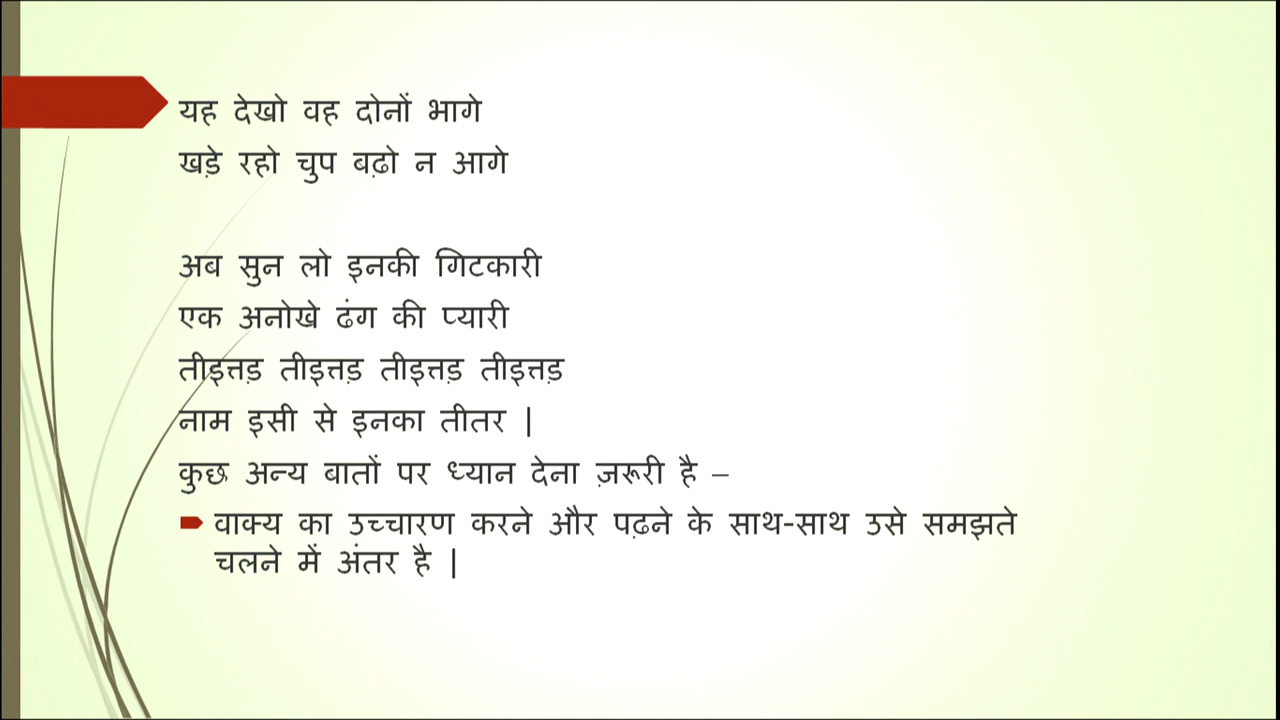 यह देखो वह दोनों भागे
खड़े रहो चुप बढ़ो न आगे
अब सुन लो इनकी गिटकारी
एक अनोखे ढंग की प्यारी
तीइत्तड़ तीइत्तड़ तीइत्तड़ तीइत्तड़
नाम इसी से इनका तीतर |
कुछ अन्य बातों पर ध्यान देना ज़रूरी है –
वाक्य का उच्चारण करने और पढ़ने के साथ-साथ उसे समझते
चलने में अंतर है |